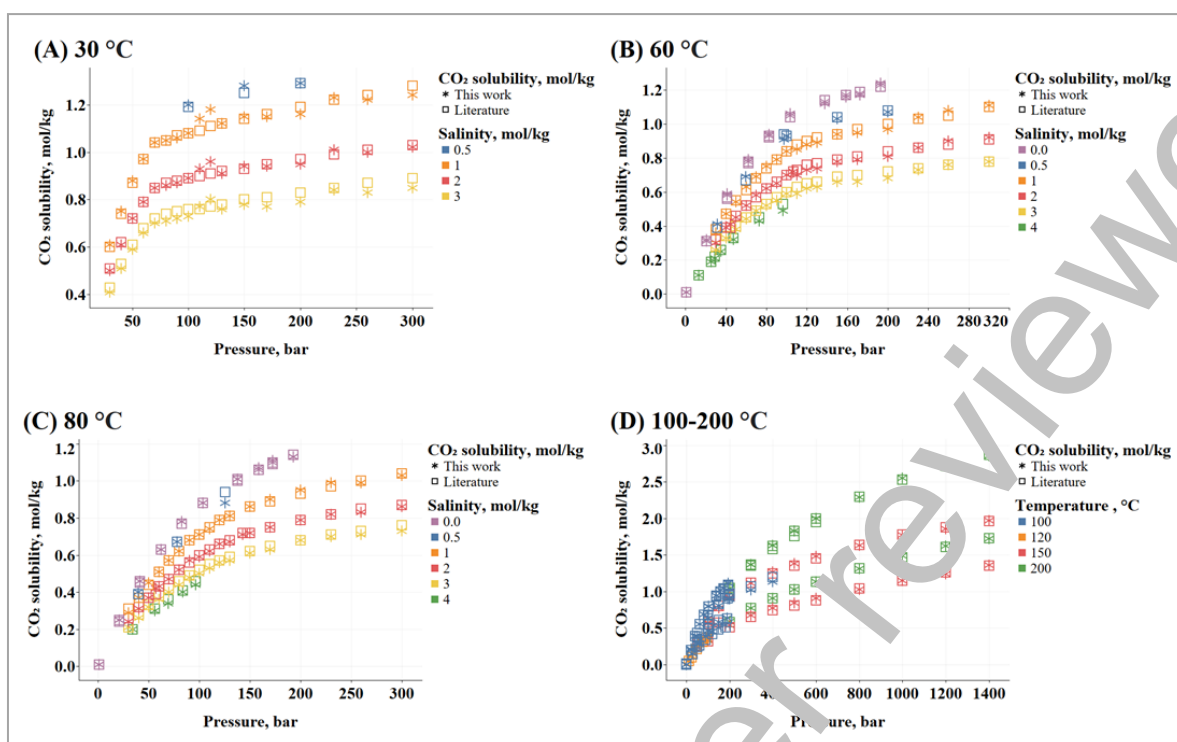 (A) 30 °C
CO₂ solubility, mol/kg
1.2
1.0
0.8
0.6
0.4
50 100 150 200 250 300
Pressure, bar
CO₂ solubility, mol/kg
This work
Literature
Salinity, mol/kg
0.5
1
2
3
(B) 60 °C
CO₂ solubility, mol/kg
1.2
1.0
0.8
0.6
0.4
0.2
0.0
0 40 80 120 160 200 240 280 320
Pressure, bar
CO₂ solubility, mol/kg
This work
Literature
Salinity, mol/kg
0.0
0.5
1
2
3
4
(C) 80 °C
CO₂ solubility, mol/kg
1.2
1.0
0.8
0.6
0.4
0.2
0.0
0 50 100 150 200 250 300
Pressure, bar
CO₂ solubility, mol/kg
This work
Literature
Salinity, mol/kg
0.0
0.5
1
2
3
4
(D) 100-200 °C
CO₂ solubility, mol/kg
3.0
2.5
2.0
1.5
1.0
0.5
0.0
0 200 400 600 800 1000 1200 1400
Pressure, bar
CO₂ solubility, mol/kg
This work
Literature
Temperature , °C
100
120
150
200
er review